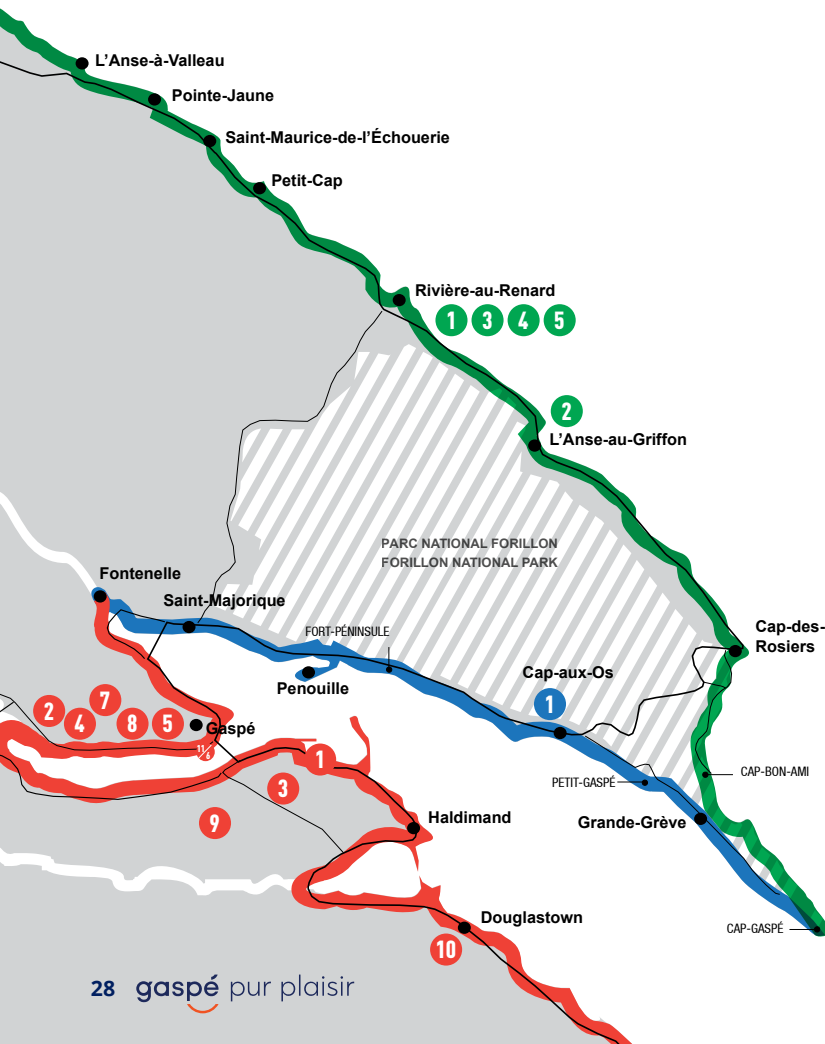 L'Anse-à-Valleau
Pointe-Jaune
Saint-Maurice-de-l'Échouerie
Petit-Cap
Rivière-au-Renard
1 3 4 5
2
L'Anse-au-Griffon
PARC NATIONAL FORILLON
FORILLON NATIONAL PARK
Fontenelle
Saint-Majorique
FORT-PÉNINSULE
Cap-des-
Rosiers
Penouille
Cap-aux-Os
1
7
2 4 8 5
Gaspé
11/6
1
3
9
PETIT-GASPÉ
CAP-BON-AMI
Haldimand
Grande-Grève
Douglastown
10
CAP-GASPÉ
28 gaspé pur plaisir